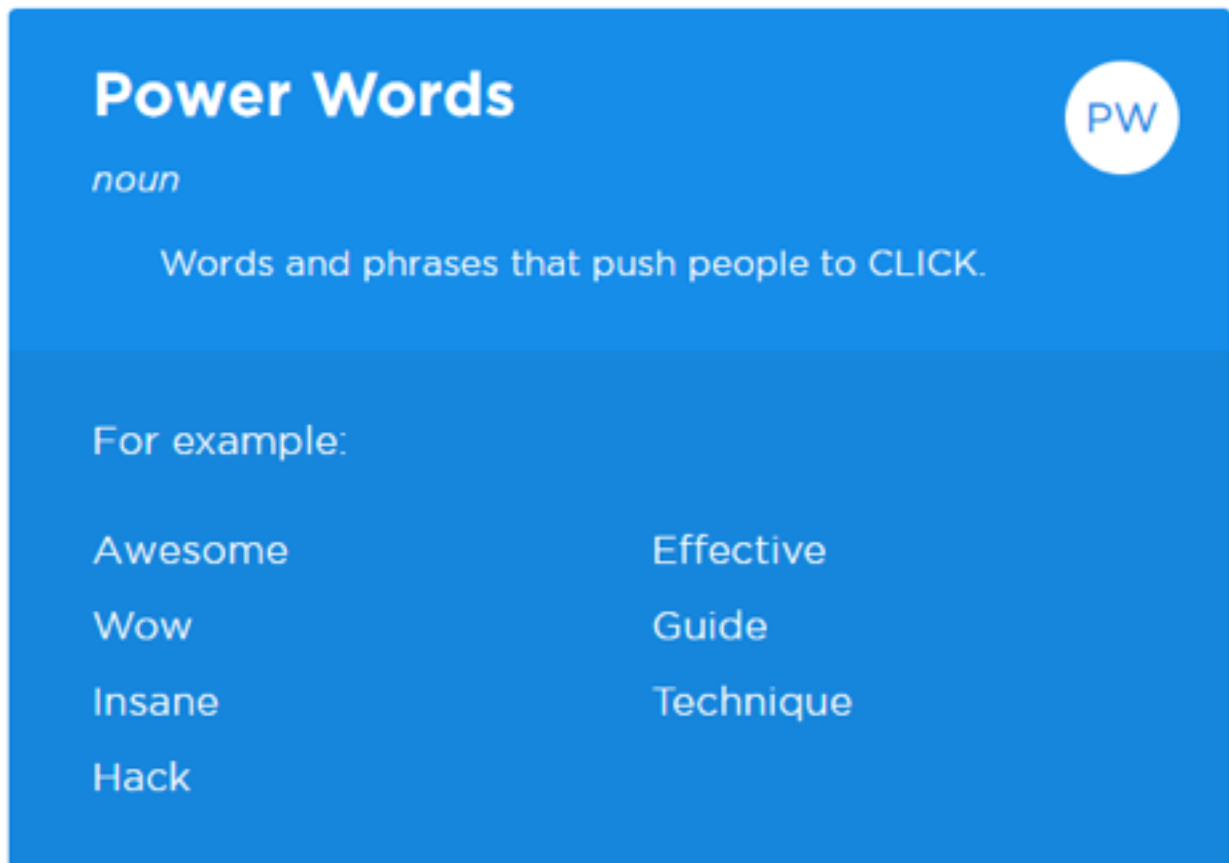 Power Words
PW
noun
Words and phrases that push people to CLICK.
For example:
Awesome
Wow
Insane
Hack
Effective
Guide
Technique